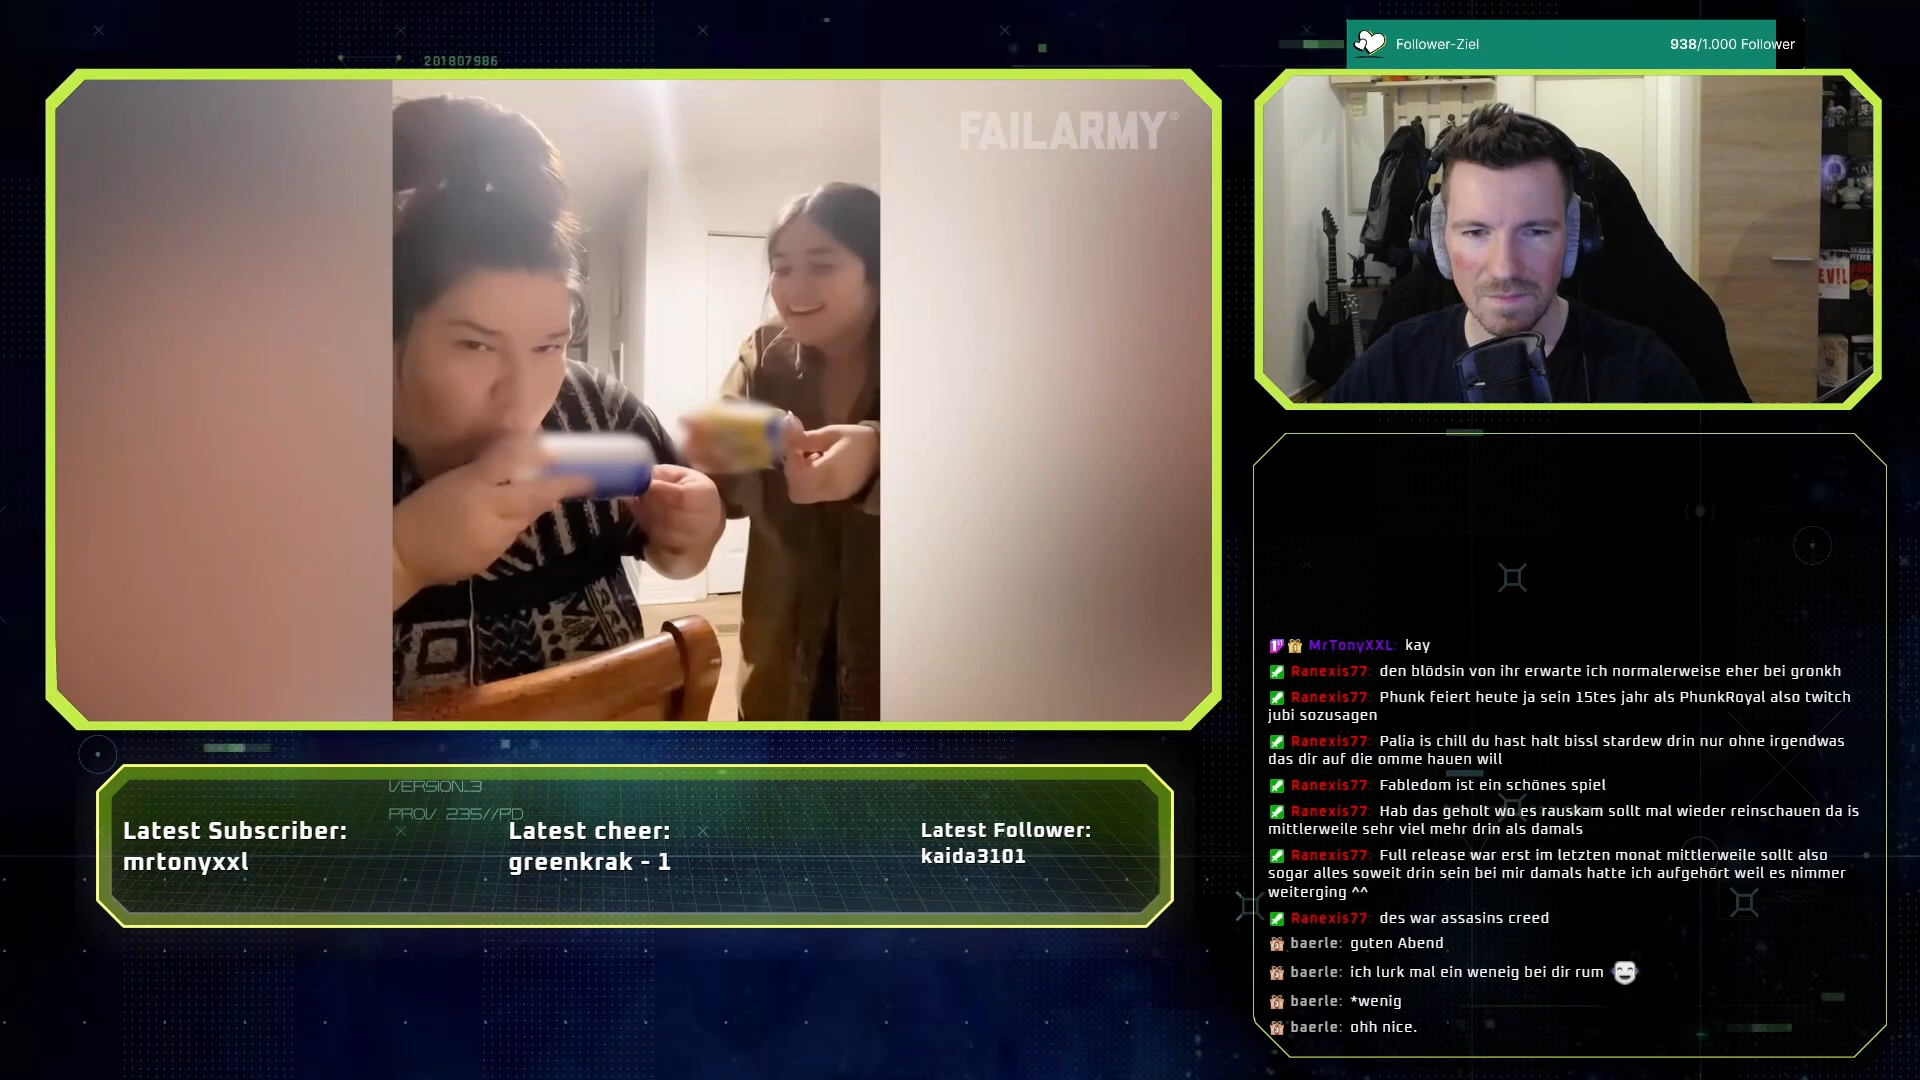 201807986
Follower-Ziel
938/1.000 Follower
FAILARMY®
EVIL
MrTonyXXL: kay
Ranexis77: den blödsin von ihr erwarte ich normalerweise eher bei gronkh
Ranexis77: Phunk feiert heute ja sein 15tes jahr als PhunkRoyal also twitch
jubi sozusagen
Ranexis77: Palia is chill du hast halt bissl stardew drin nur ohne irgendwas
das dir auf die omme hauen will
Ranexis77: Fabledom ist ein schönes spiel
Ranexis77: Hab das geholt wo es rauskam sollt mal wieder reinschauen da is
mittlerweile sehr viel mehr drin als damals
Ranexis77: Full release war erst im letzten monat mittlerweile sollt also
sogar alles soweit drin sein bei mir damals hatte ich aufgehört weil es nimmer
weiterging ^^
Ranexis77: des war assasins creed
baerle: guten Abend
baerle: ich lurk mal ein weneig bei dir rum
baerle: *wenig
baerle: ohh nice.
VERSION_3
PROV. 235//PD
Latest Subscriber:
mrtonyxxl
Latest cheer:
greenkrak - 1
Latest Follower:
kaida3101